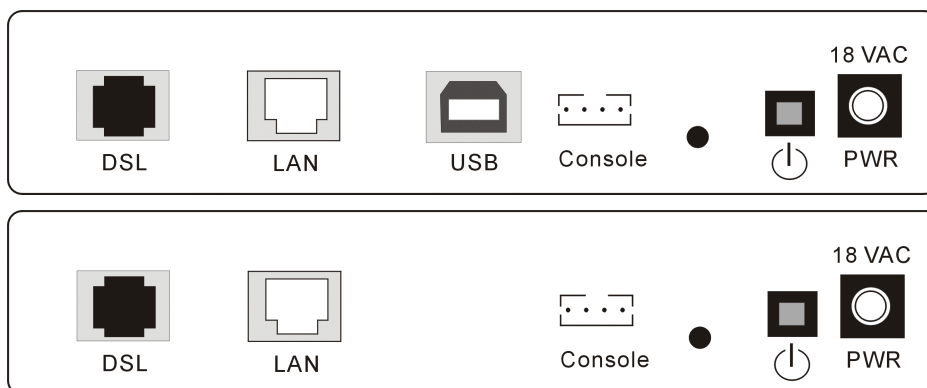 18 VAC
DSL LAN USB Console PWR
18 VAC
DSL LAN Console PWR